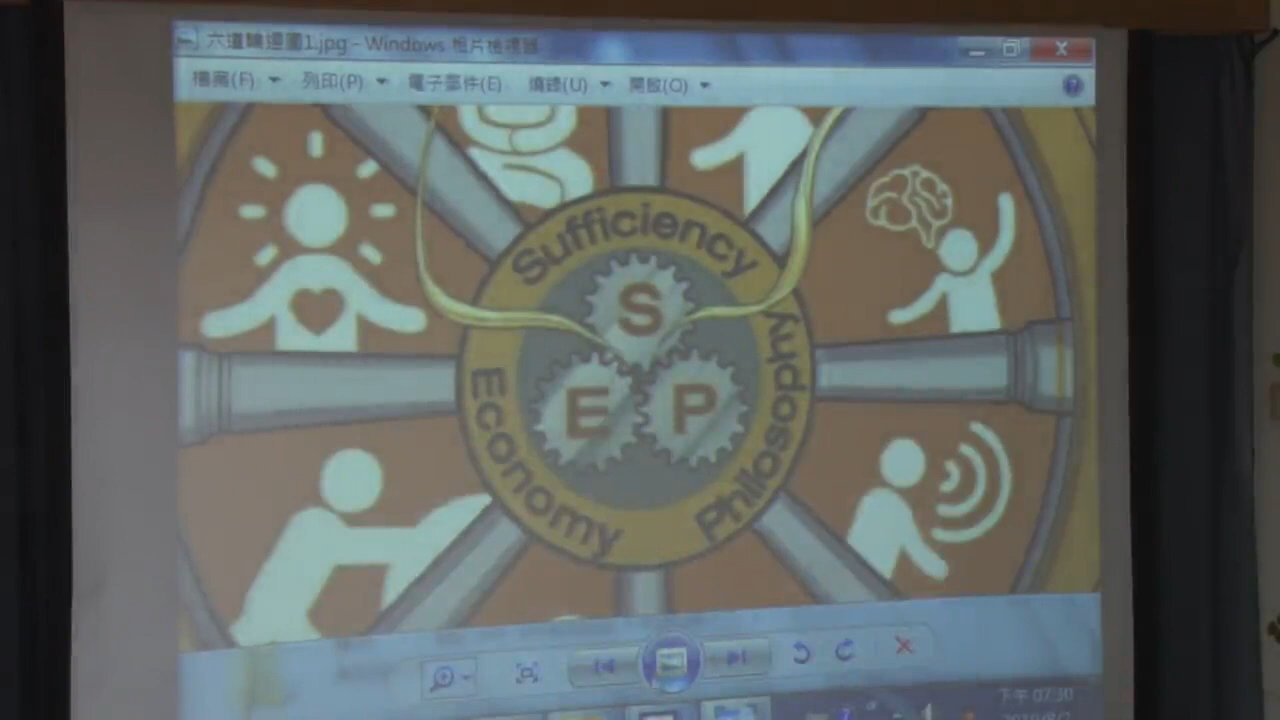 六道輪迴圖1.jpg - Windows 相片檢視器
檔案(F) 列印(P) 電子郵件(E) 燒錄(U) 開啟(O)
Sufficiency
Economy
Philosophy
S
E P
下午 07:30